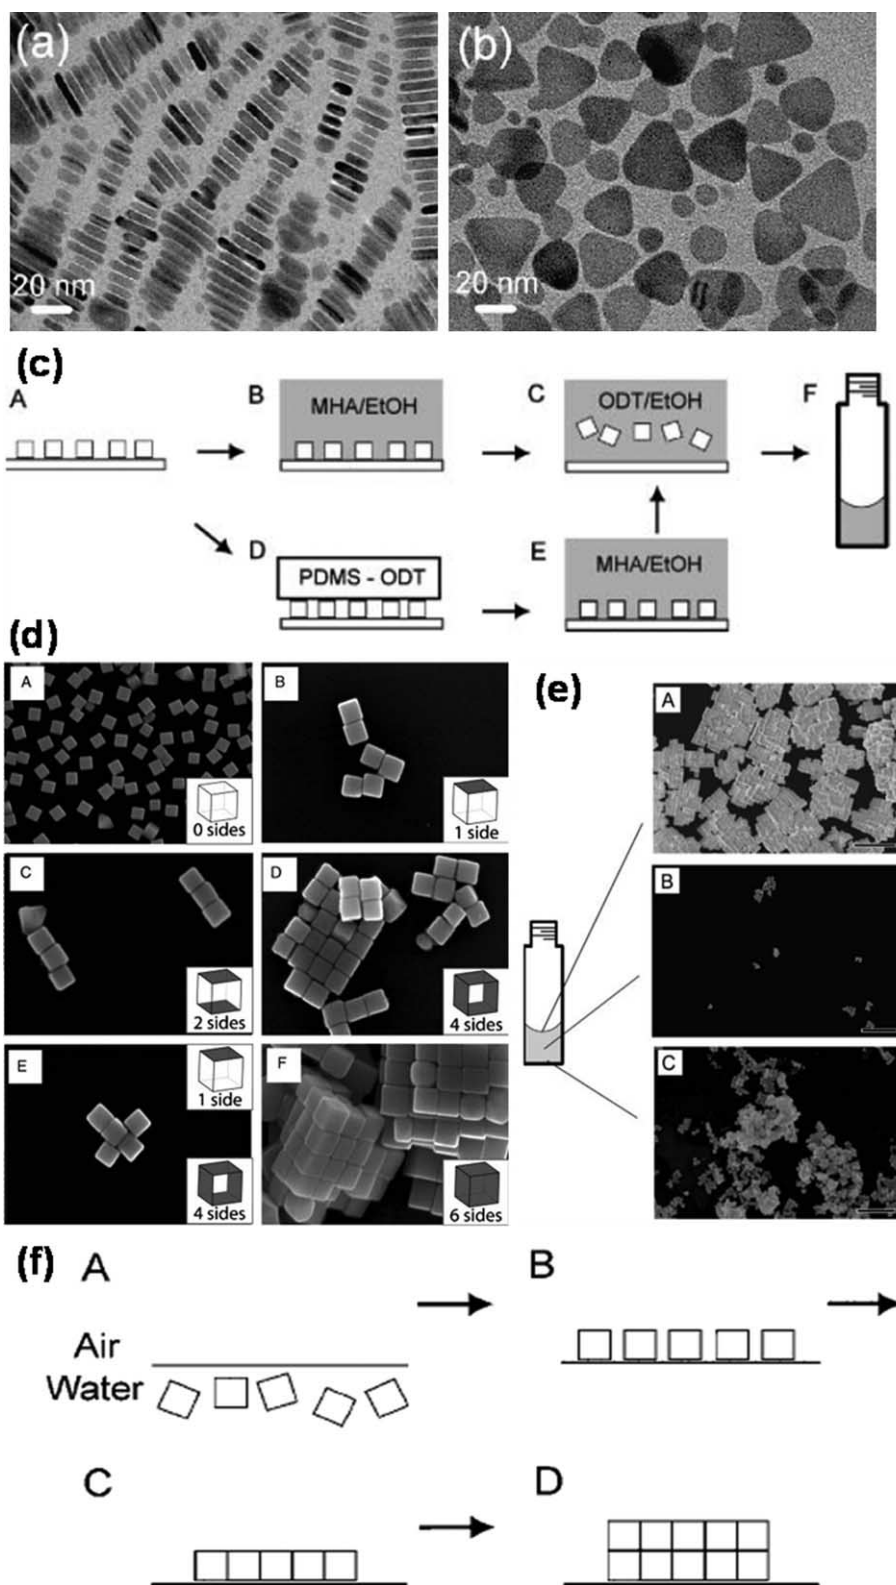 (a)
(b)
20 nm
20 nm
(c)
A
B
MHA/EtOH
C
ODT/EtOH
F
D
PDMS - ODT
E
MHA/EtOH
(d)
A
0 sides
B
1 side
C
2 sides
D
4 sides
E
1 side
4 sides
F
6 sides
(e)
A
B
C
(f)
A
Air
Water
B
C
D